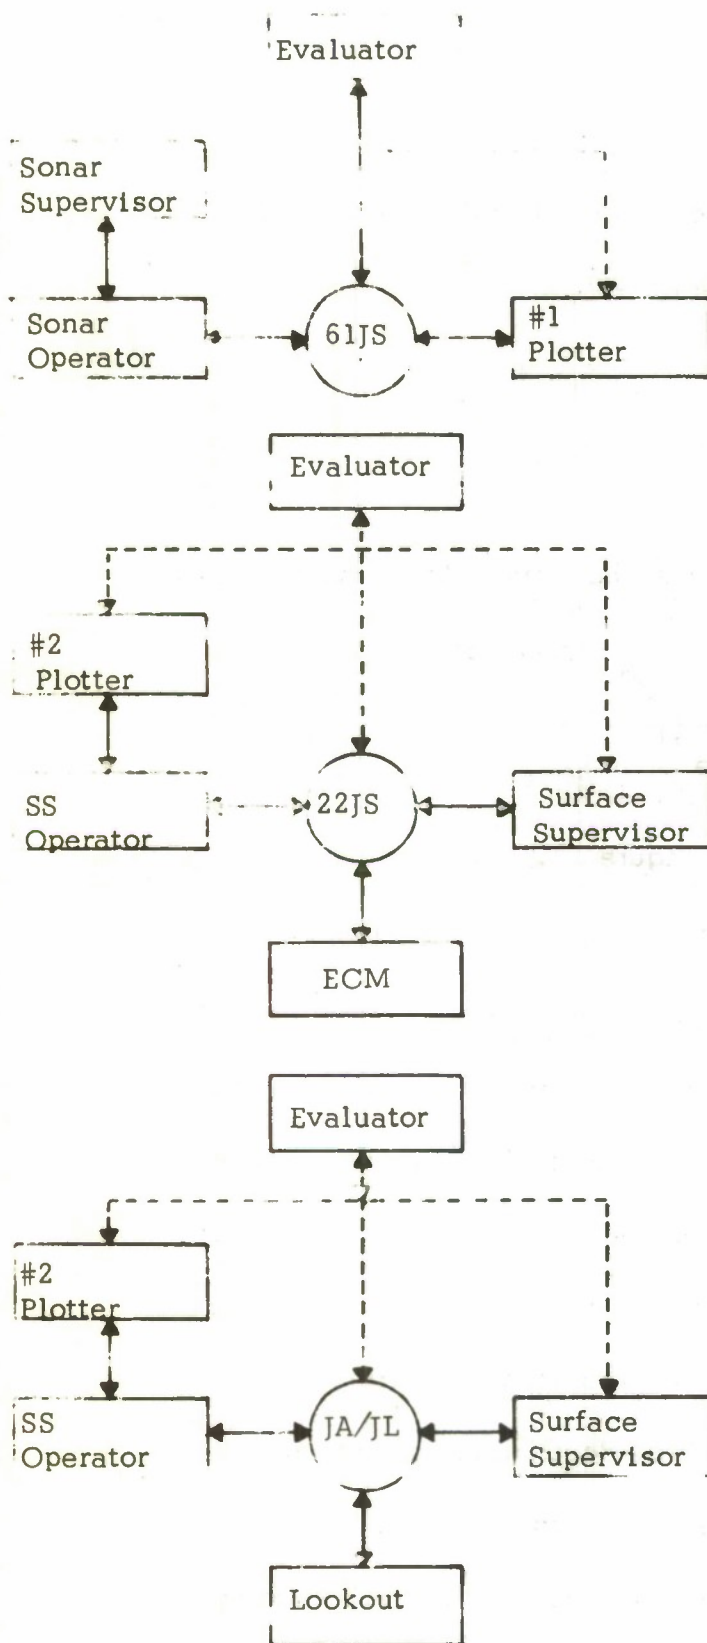 Evaluator
Sonar
Supervisor
Sonar
Operator
61JS
#1
Plotter
Evaluator
#2
Plotter
SS
Operator
22JS
Surface
Supervisor
ECM
Evaluator
#2
Plotter
SS
Operator
JA/JL
Surface
Supervisor
Lookout